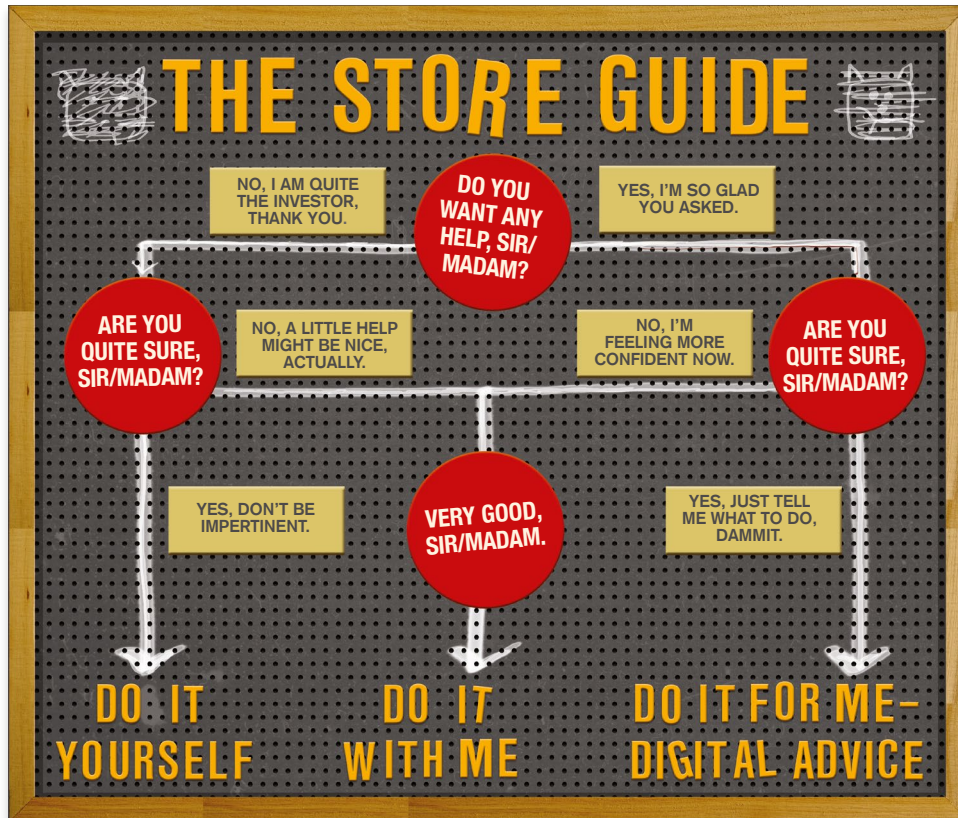 THE STORE GUIDE
DO YOU
WANT ANY
HELP, SIR/
MADAM?
NO, I AM QUITE
THE INVESTOR,
THANK YOU.
YES, I'M SO GLAD
YOU ASKED.
ARE YOU
QUITE SURE,
SIR/MADAM?
NO, A LITTLE HELP
MIGHT BE NICE,
ACTUALLY.
NO, I'M
FEELING MORE
CONFIDENT NOW.
ARE YOU
QUITE SURE,
SIR/MADAM?
YES, DON'T BE
IMPERTINENT.
VERY GOOD,
SIR/MADAM.
YES, JUST TELL
ME WHAT TO DO,
DAMMIT.
DO IT
YOURSELF
DO IT
WITH ME
DO IT FOR ME–
DIGITAL ADVICE